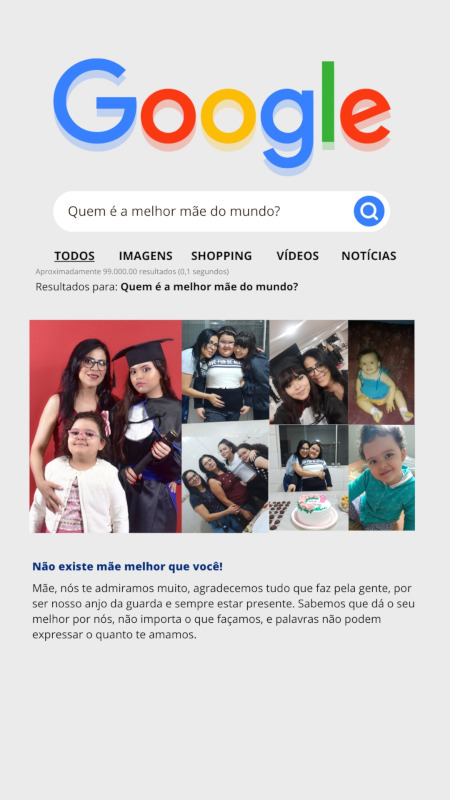 Google
Quem é a melhor mãe do mundo?
TODOS IMAGENS SHOPPING VÍDEOS NOTÍCIAS
Aproximadamente 99.000.00 resultados (0,1 segundos)
Resultados para: Quem é a melhor mãe do mundo?
Não existe mãe melhor que você!
Mãe, nós te admiramos muito, agradecemos tudo que faz pela gente, por
ser nosso anjo da guarda e sempre estar presente. Sabemos que dá o seu
melhor por nós, não importa o que façamos, e palavras não podem
expressar o quanto te amamos.